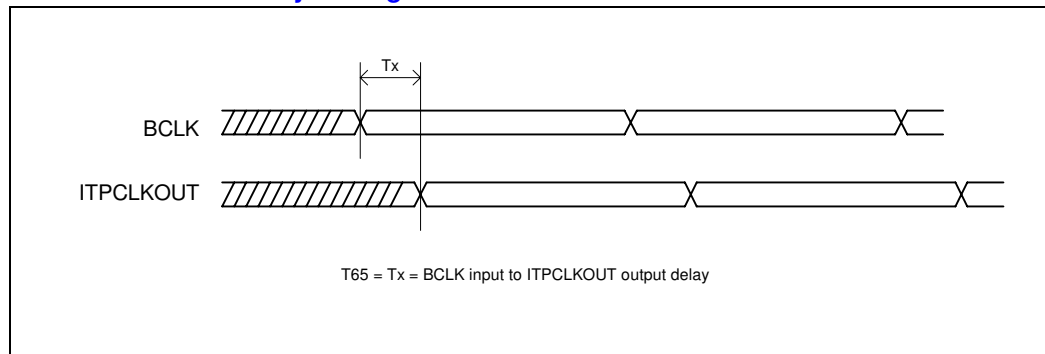 Tx
BCLK
ITPCLKOUT
T65 = Tx = BCLK input to ITPCLKOUT output delay